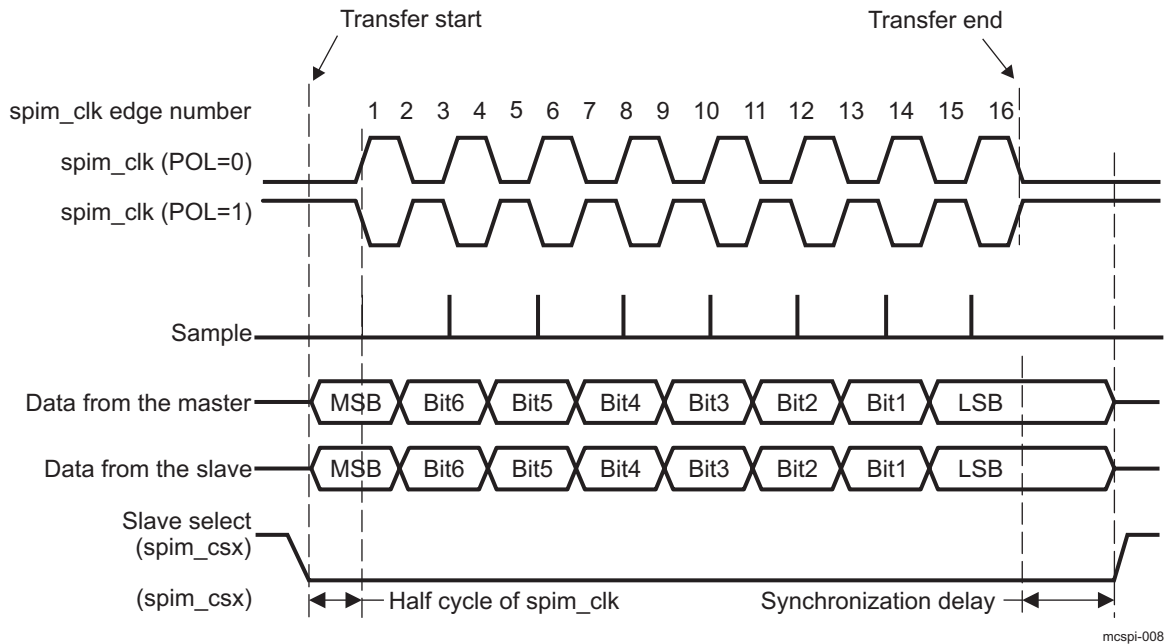 Transfer start
Transfer end
spim_clk edge number 1 2 3 4 5 6 7 8 9 10 11 12 13 14 15 16
spim_clk (POL=0)
spim_clk (POL=1)
Sample
Data from the master MSB Bit6 Bit5 Bit4 Bit3 Bit2 Bit1 LSB
Data from the slave MSB Bit6 Bit5 Bit4 Bit3 Bit2 Bit1 LSB
Slave select
(spim_csx)
(spim_csx) Half cycle of spim_clk Synchronization delay
mcspi-008